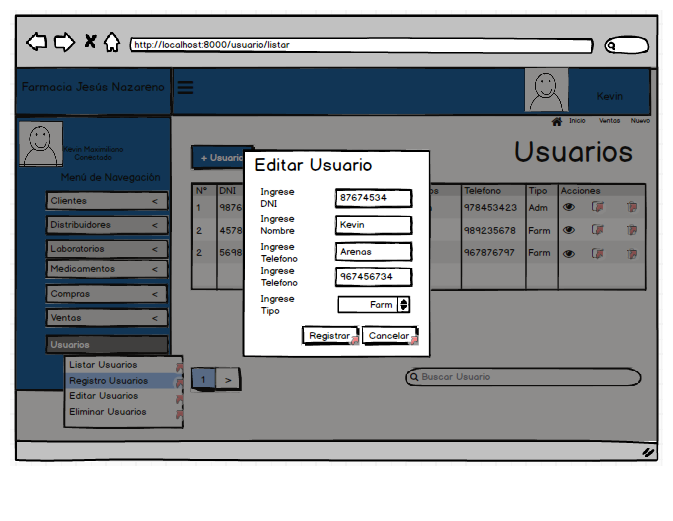 http://localhost:8000/usuario/listar
Farmacia Jesús Nazareno
Kevin
Inicio Ventas Nuevo
Kevin Maximiliano
Conectado
Menú de Navegación
Usuarios
+ Usuario
Clientes <
Distribuidores <
Laboratorios <
Medicamentos <
Compras <
Ventas <
Usuarios
Listar Usuarios
Registro Usuarios
Editar Usuarios
Eliminar Usuarios
N° DNI Telefono Tipo Acciones
1 9876 978453423 Adm
2 4578 989235678 Farm
2 5698 967876797 Farm
Editar Usuario
Ingrese
DNI
87674534
Ingrese
Nombre
Kevin
Ingrese
Telefono
Arenas
Ingrese
Telefono
967456734
Ingrese
Tipo
Farm
Registrar Cancelar
1 >
Buscar Usuario